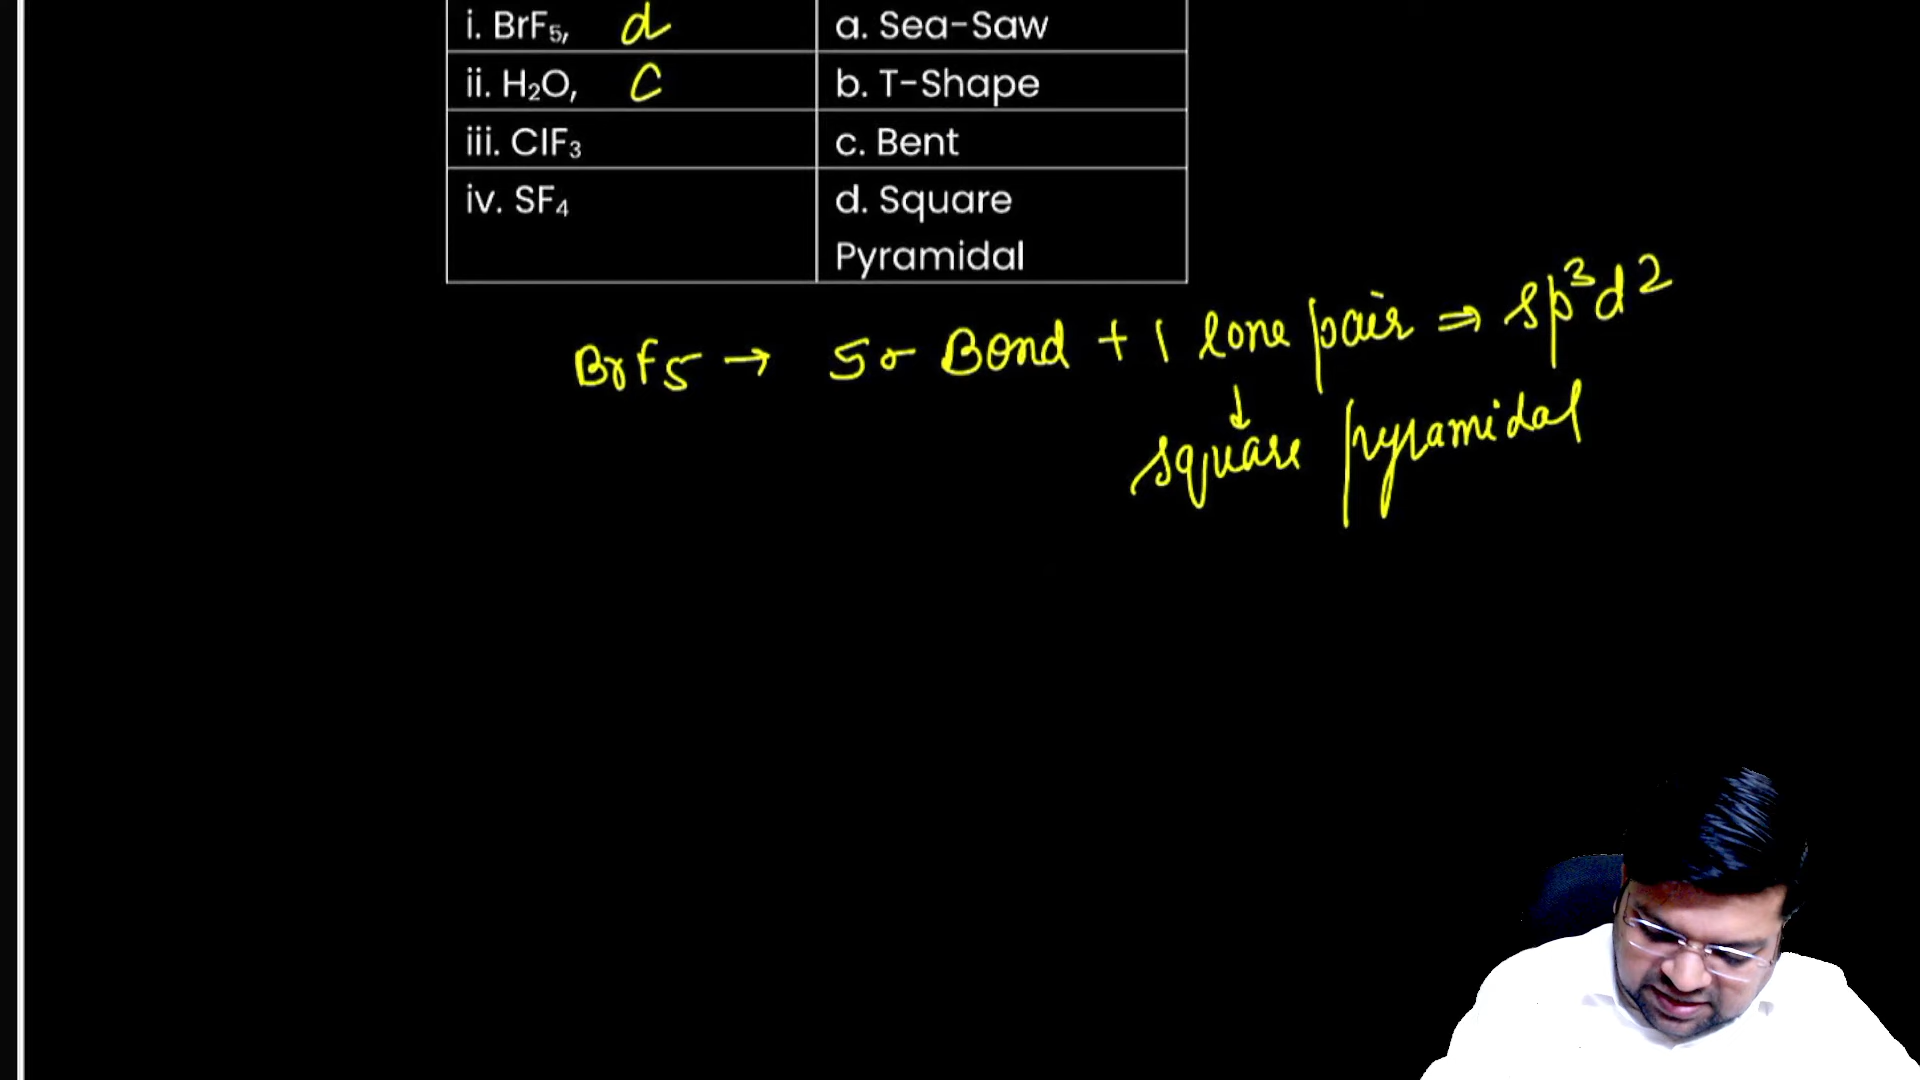 i. BrF₅, d a. Sea-Saw
ii. H₂O, C b. T-Shape
iii. ClF₃ c. Bent
iv. SF₄ d. Square
Pyramidal
BrF5 → 5σ Bond + 1 lone pair ⇒ sp³d²
↓
square pyramidal